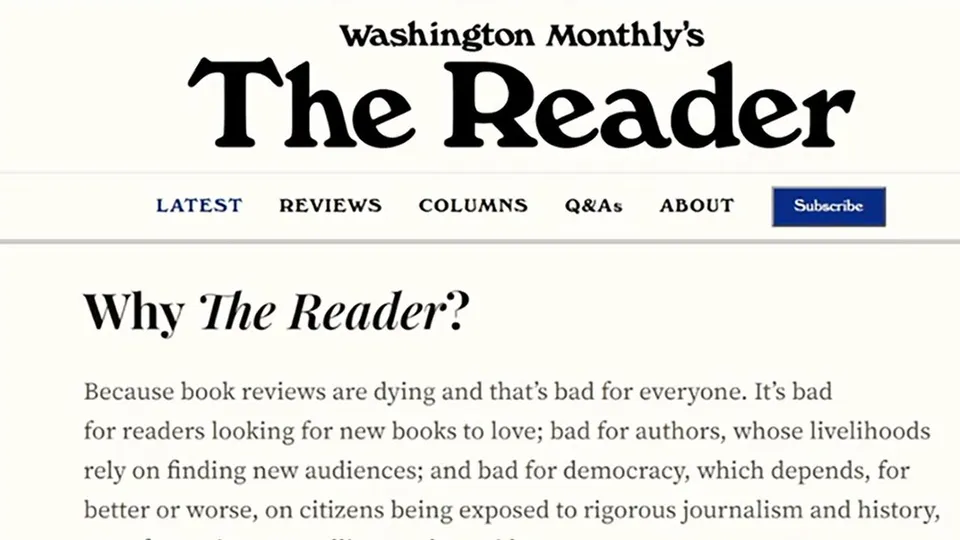 Washington Monthly's
The Reader
LATEST REVIEWS COLUMNS Q&As ABOUT Subscribe
Why The Reader?
Because book reviews are dying and that's bad for everyone. It's bad
for readers looking for new books to love; bad for authors, whose livelihoods
rely on finding new audiences; and bad for democracy, which depends, for
better or worse, on citizens being exposed to rigorous journalism and history,